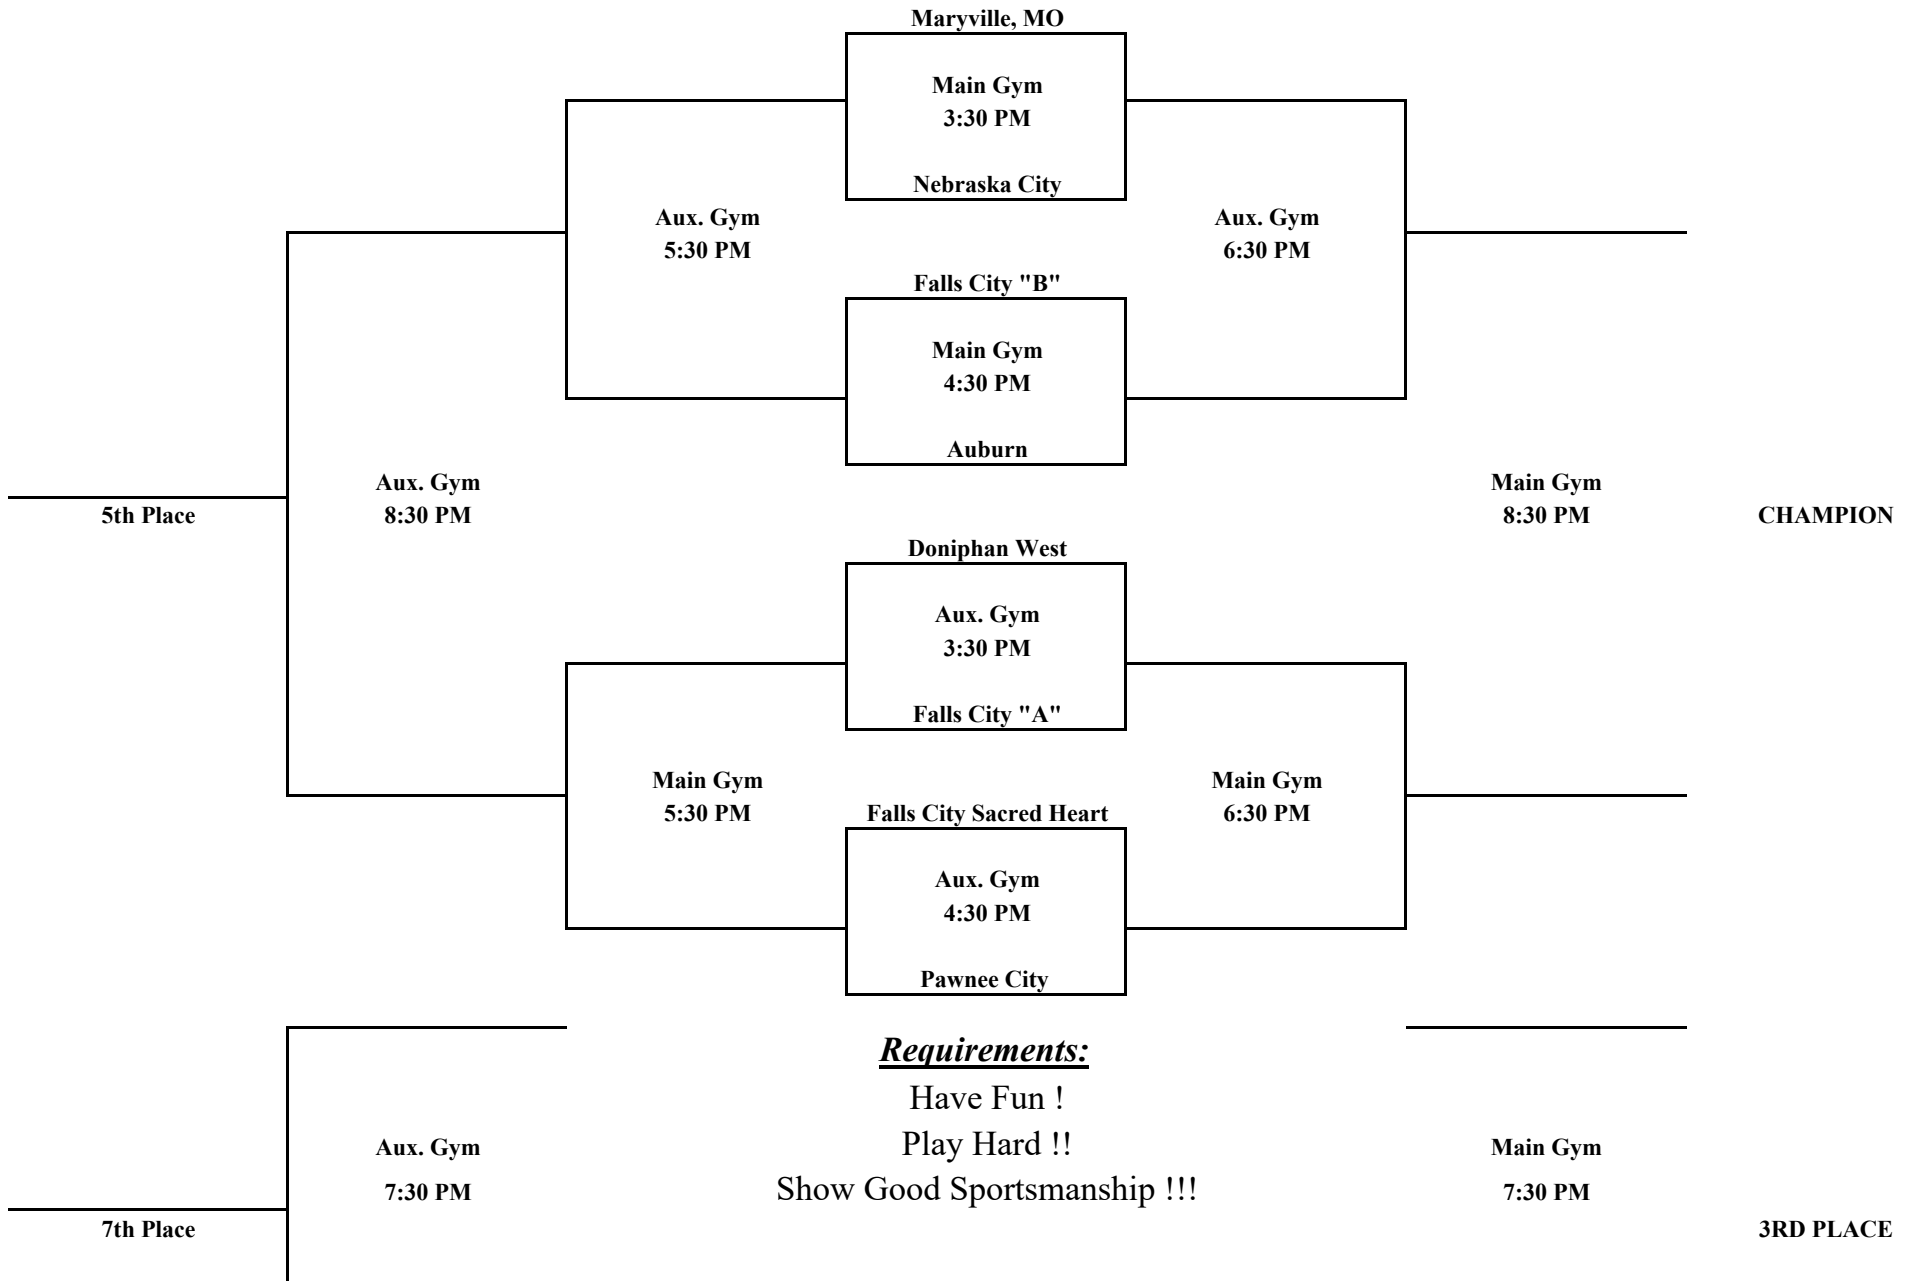 Maryville, MO
Main Gym
3:30 PM
Nebraska City
Aux. Gym
5:30 PM
Aux. Gym
6:30 PM
Falls City "B"
Main Gym
4:30 PM
Auburn
Aux. Gym
8:30 PM
5th Place
Main Gym
8:30 PM
CHAMPION
Doniphan West
Aux. Gym
3:30 PM
Falls City "A"
Main Gym
5:30 PM
Main Gym
6:30 PM
Falls City Sacred Heart
Aux. Gym
4:30 PM
Pawnee City
Requirements:
Have Fun !
Play Hard !!
Show Good Sportsmanship !!!
Aux. Gym
7:30 PM
7th Place
Main Gym
7:30 PM
3RD PLACE